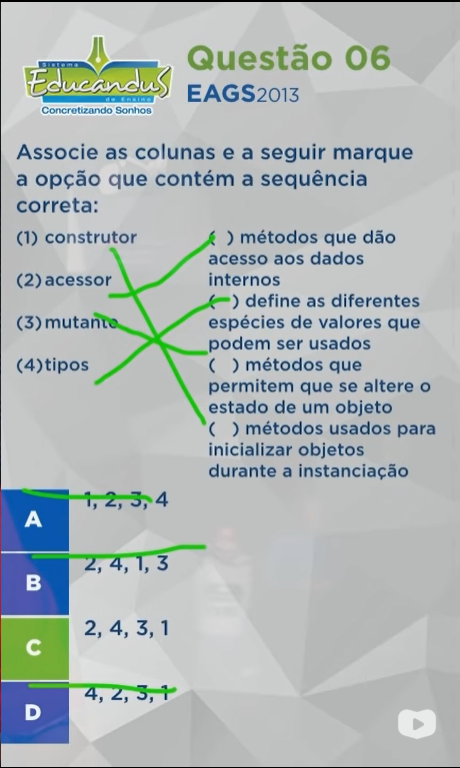 Sistema
Educandus
de Ensino
Concretizando Sonhos
Questão 06
EAGS2013
Associe as colunas e a seguir marque
a opção que contém a sequência
correta:
(1) construtor
(2) acessor
(3) mutante
(4) tipos
( ) métodos que dão
acesso aos dados
internos
( ) define as diferentes
espécies de valores que
podem ser usados
( ) métodos que
permitem que se altere o
estado de um objeto
( ) métodos usados para
inicializar objetos
durante a instanciação
A 1, 2, 3, 4
B 2, 4, 1, 3
C 2, 4, 3, 1
D 4, 2, 3, 1